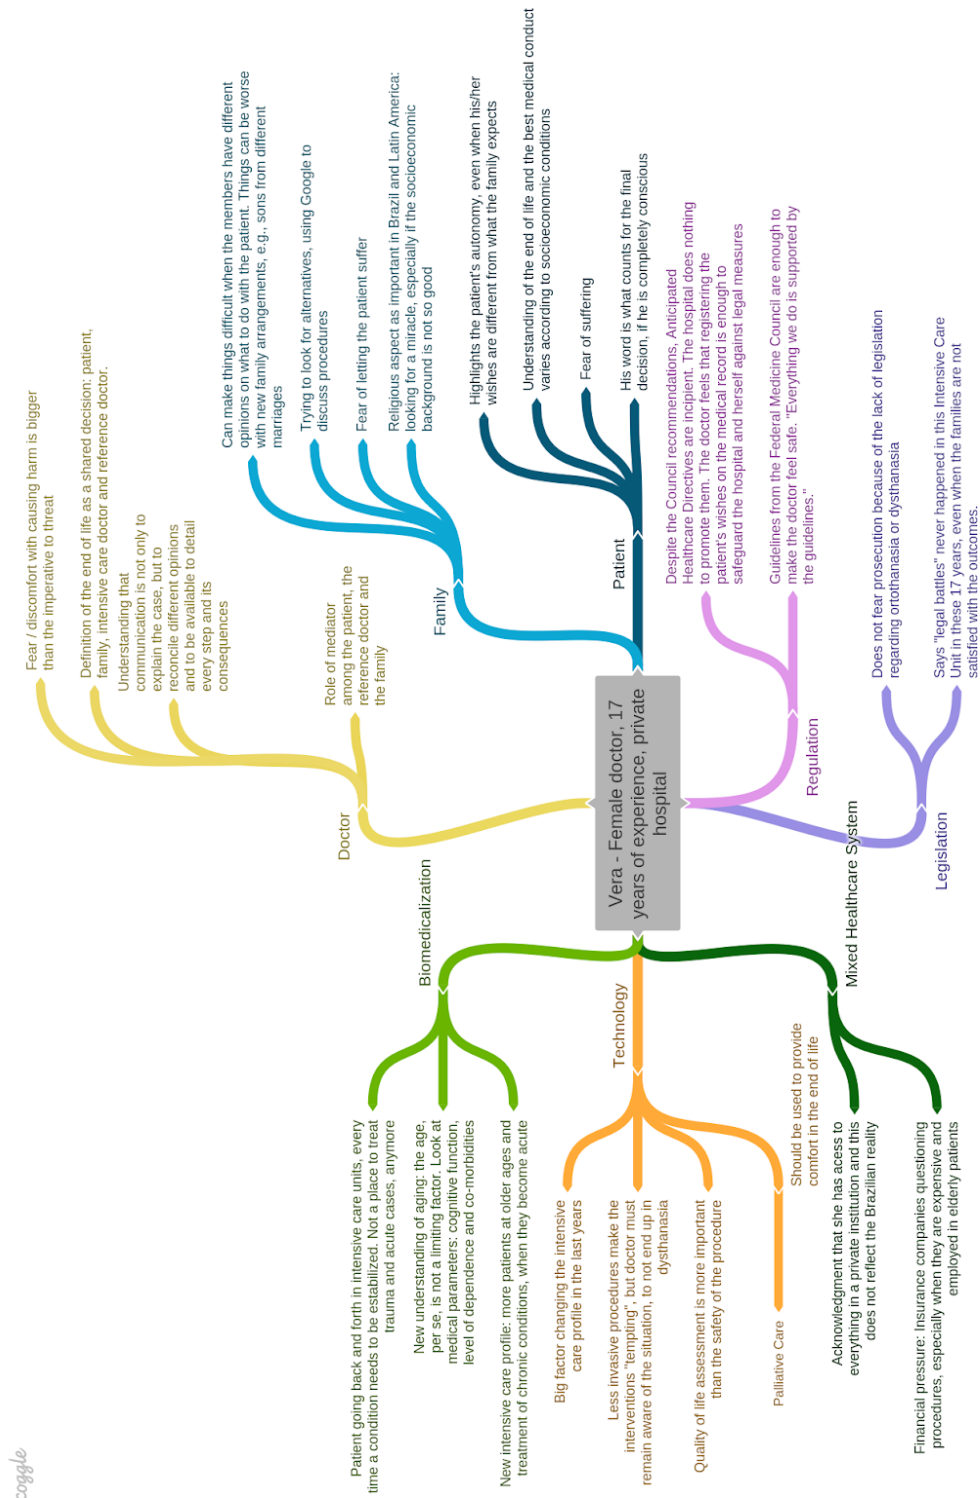 Vera - Female doctor, 17
years of experience, private
hospital
Doctor
Fear / discomfort with causing harm is bigger
than the imperative to threat
Definition of the end of life as a shared decision: patient,
family, intensive care doctor and reference doctor.
Understanding that
communication is not only to
explain the case, but to
reconcile different opinions
and to be available to detail
every step and its
consequences
Role of mediator
among the patient, the
reference doctor and
the family
Family
Can make things difficult when the members have different
opinions on what to do with the patient. Things can be worse
with new family arrangements, e.g., sons from different
marriages
Trying to look for alternatives, using Google to
discuss procedures
Fear of letting the patient suffer
Religious aspect as important in Brazil and Latin America:
looking for a miracle, especially if the socioeconomic
background is not so good
Patient
Highlights the patient's autonomy, even when his/her
wishes are different from what the family expects
Understanding of the end of life and the best medical conduct
varies according to socioeconomic conditions
Fear of suffering
His word is what counts for the final
decision, if he is completely conscious
Regulation
Despite the Council recommendations, Anticipated
Healthcare Directives are incipient. The hospital does nothing
to promote them. The doctor feels that registering the
patient's wishes on the medical record is enough to
safeguard the hospital and herself against legal measures
Guidelines from the Federal Medicine Council are enough to
make the doctor feel safe. "Everything we do is supported by
the guidelines."
Legislation
Does not fear prosecution because of the lack of legislation
regarding ortothanasia or dysthanasia
Says "legal battles" never happened in this Intensive Care
Unit in these 17 years, even when the families are not
satisfied with the outcomes.
Biomedicalization
Patient going back and forth in intensive care units, every
time a condition needs to be estabilized. Not a place to treat
trauma and acute cases, anymore
New understanding of aging: the age,
per se, is not a limiting factor. Look at
medical parameters: cognitive function,
level of dependence and co-morbidities
New intensive care profile: more patients at older ages and
treatment of chronic conditions, when they become acute
Technology
Big factor changing the intensive
care profile in the last years
Less invasive procedures make the
interventions "tempting", but doctor must
remain aware of the situation, to not end up in
dysthanasia
Quality of life assessment is more important
than the safety of the procedure
Should be used to provide
comfort in the end of life
Palliative Care
Mixed Healthcare System
Acknowledgment that she has acess to
everything in a private institution and this
does not reflect the Brazilian reality
Financial pressure: Insurance companies questioning
procedures, especially when they are expensive and
employed in elderly patients
coggle